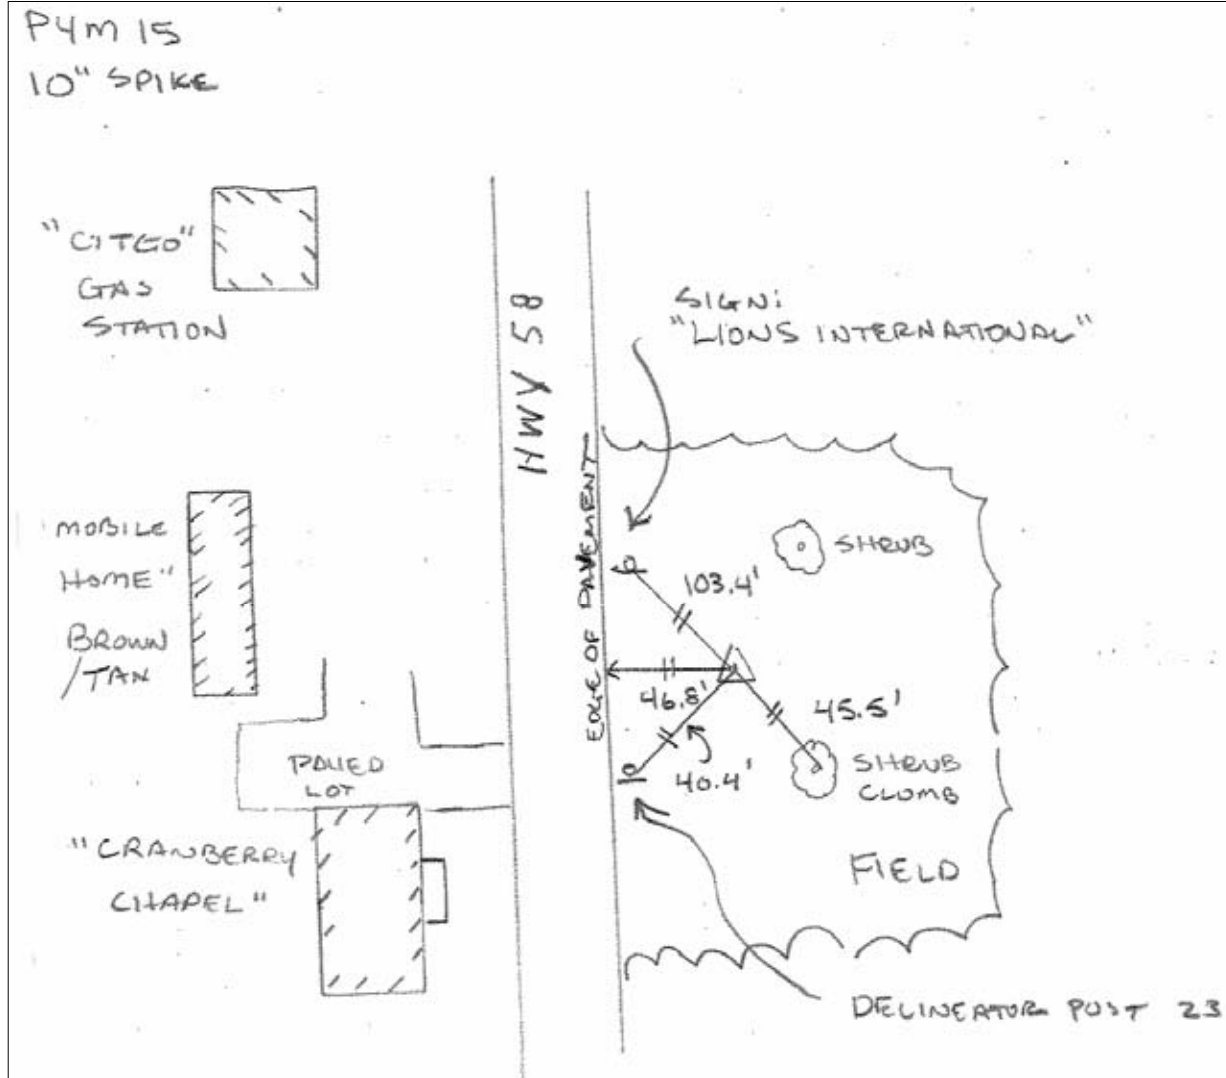 P4M 15
10" SPIKE
"CITGO"
GAS
STATION
HWY 58
SIGN:
"LIONS INTERNATIONAL"
EDGE OF PAVEMENT
MOBILE
HOME"
BROWN
/TAN
SHRUB
103.4'
46.8'
45.5'
40.4'
SHRUB
CLUMB
PAVED
LOT
"CRANBERRY
CHAPEL"
FIELD
DELINEATOR POST 23